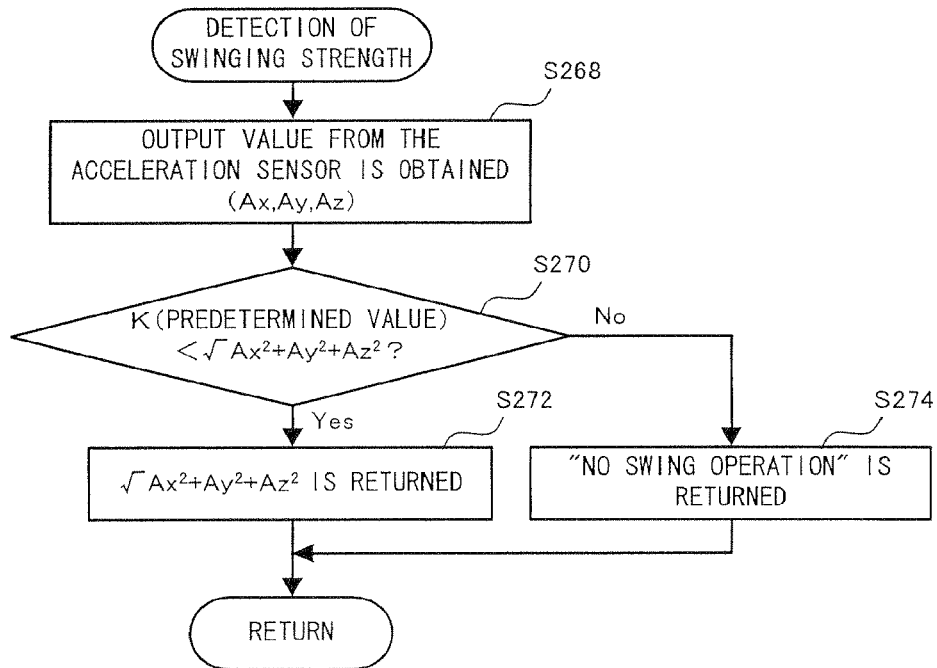 DETECTION OF
SWINGING STRENGTH
S268
OUTPUT VALUE FROM THE
ACCELERATION SENSOR IS OBTAINED
(Ax,Ay,Az)
S270
K(PREDETERMINED VALUE)
<√Ax²+Ay²+Az²?
No
Yes
S272
√Ax²+Ay²+Az² IS RETURNED
S274
"NO SWING OPERATION" IS
RETURNED
RETURN